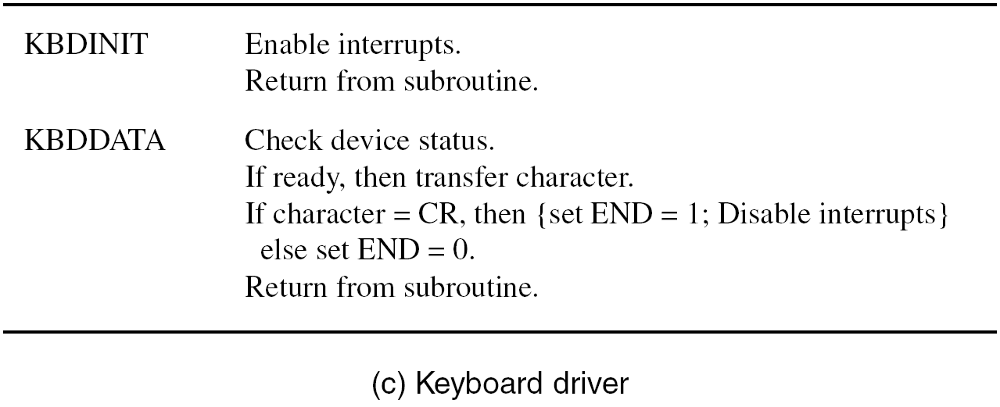 KBDINIT Enable interrupts.
Return from subroutine.
KBDDATA Check device status.
If ready, then transfer character.
If character = CR, then {set END = 1; Disable interrupts}
else set END = 0.
Return from subroutine.
(c) Keyboard driver